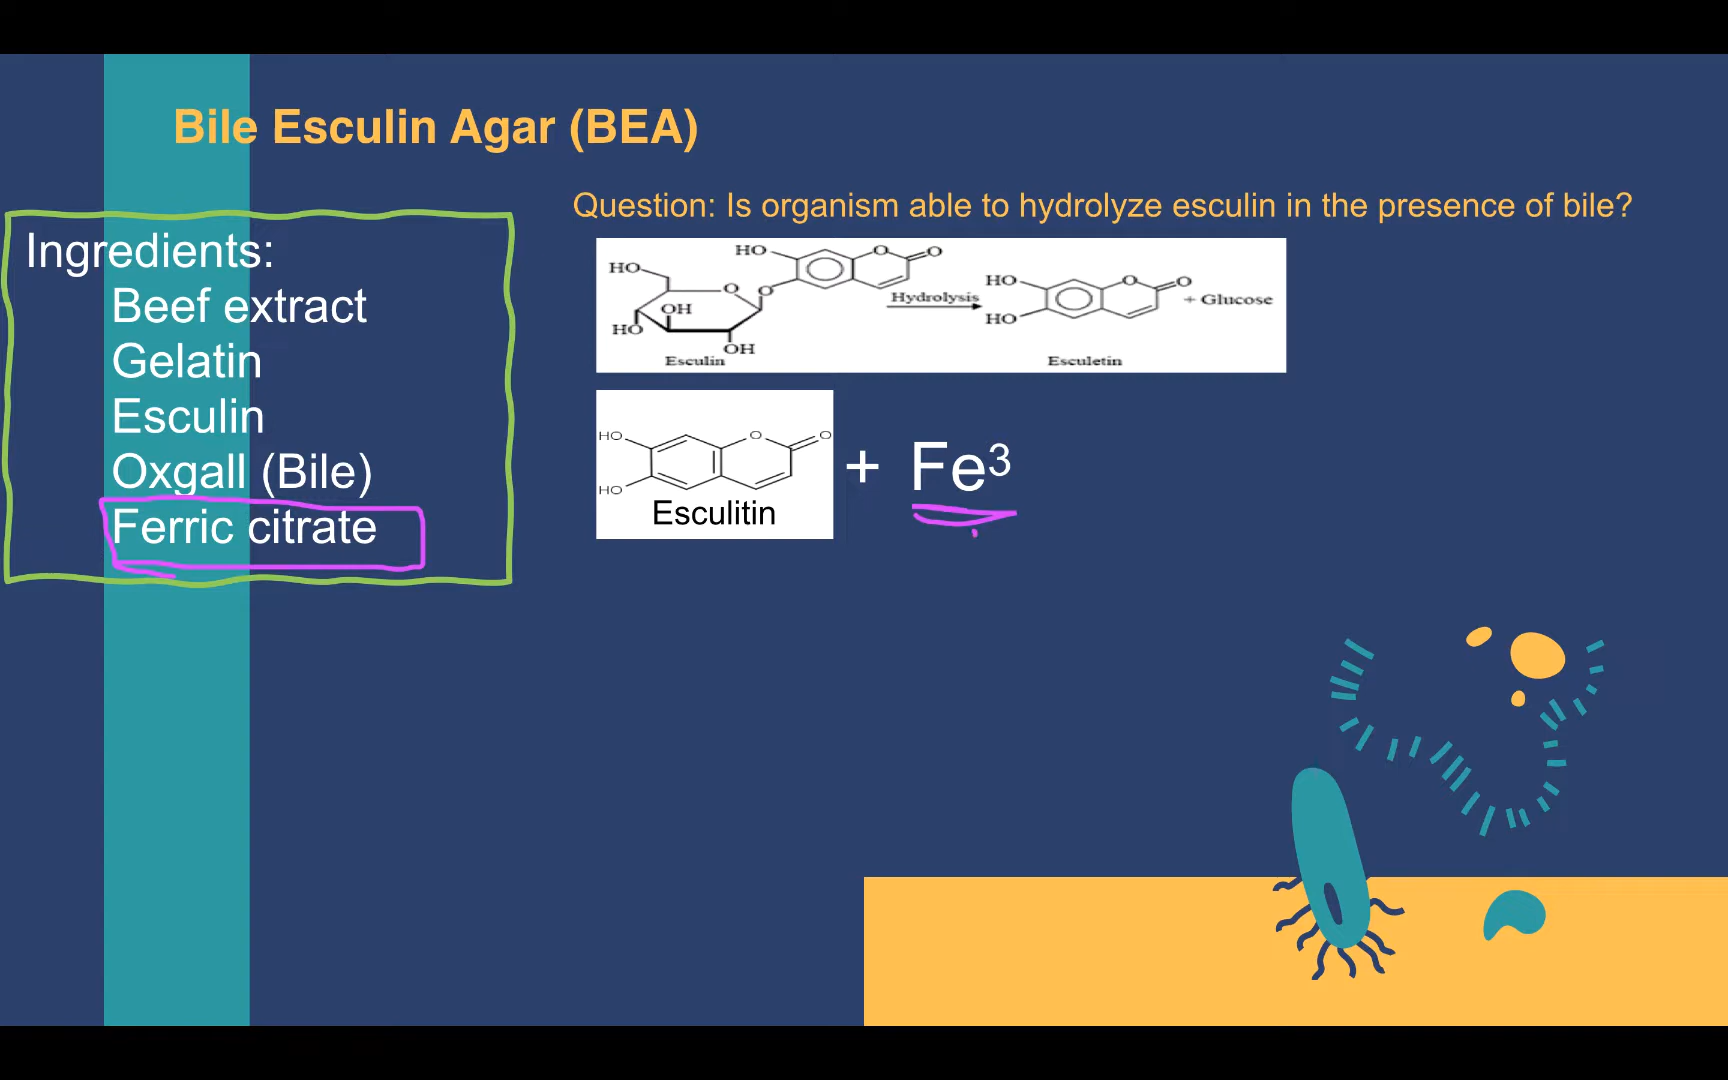 Bile Esculin Agar (BEA)
Question: Is organism able to hydrolyze esculin in the presence of bile?
Ingredients:
Beef extract
Gelatin
Esculin
Oxgall (Bile)
Ferric citrate
HO
O
O
HO
O
O
OH
HO
OH
Esculin
Hydrolysis
HO
O
O
HO
+ Glucose
Esculetin
HO
O
O
HO
Esculitin
+ Fe³